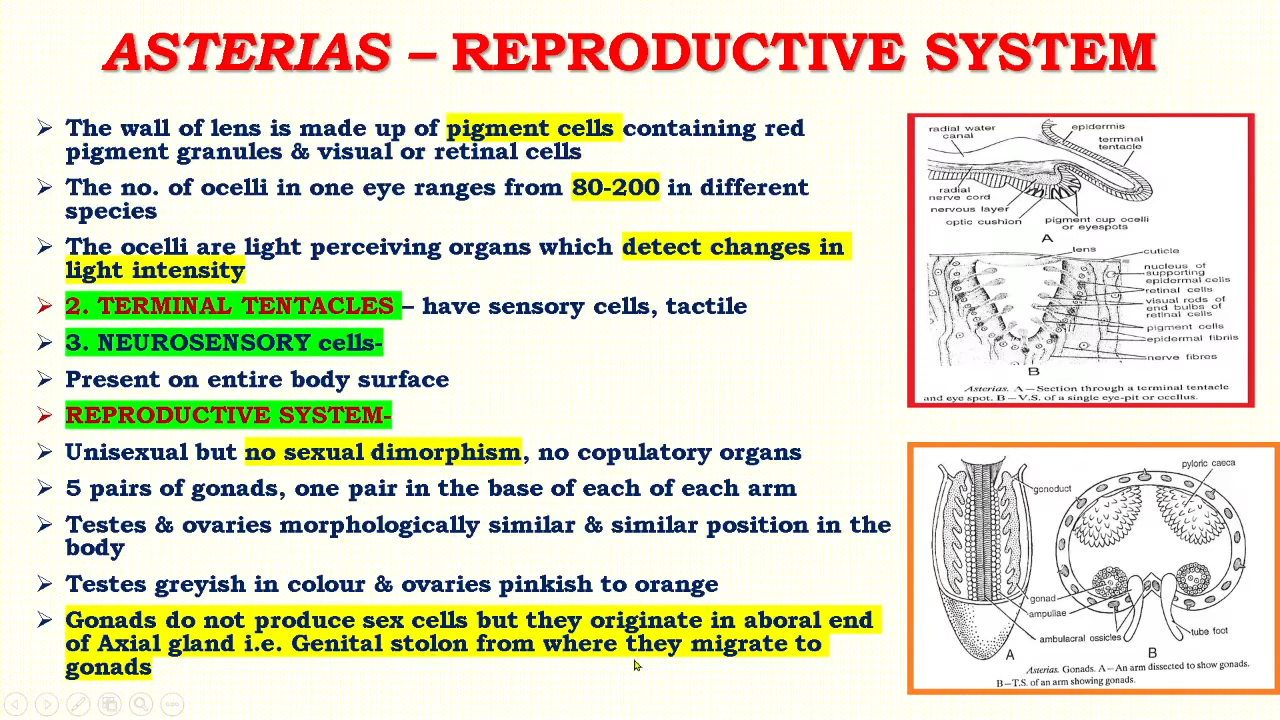 ASTERIAS – REPRODUCTIVE SYSTEM
➢ The wall of lens is made up of pigment cells containing red
pigment granules & visual or retinal cells
➢ The no. of ocelli in one eye ranges from 80-200 in different
species
➢ The ocelli are light perceiving organs which detect changes in
light intensity
➢ 2. TERMINAL TENTACLES – have sensory cells, tactile
➢ 3. NEUROSENSORY cells-
➢ Present on entire body surface
➢ REPRODUCTIVE SYSTEM-
➢ Unisexual but no sexual dimorphism, no copulatory organs
➢ 5 pairs of gonads, one pair in the base of each of each arm
➢ Testes & ovaries morphologically similar & similar position in the
body
➢ Testes greyish in colour & ovaries pinkish to orange
➢ Gonads do not produce sex cells but they originate in aboral end
of Axial gland i.e. Genital stolon from where they migrate to
gonads
radial water
canal
epidermis
terminal
tentacle
radial
nerve cord
nervous layer
optic cushion
pigment cup ocelli
or eyespots
A
lens
cuticle
nucleus of
supporting
epidermal cells
retinal cells
visual rods of
end bulbs of
retinal cells
pigment cells
epidermal fibrils
nerve fibres
B
Asterias. A—Section through a terminal tentacle
and eye spot. B—V.S. of a single eye-pit or ocellus.
pyloric caeca
gonoduct
gonad
ampullae
ambulacral ossicles
tube foot
A
B
Asterias. Gonads. A—An arm dissected to show gonads.
B—T.S. of an arm showing gonads.